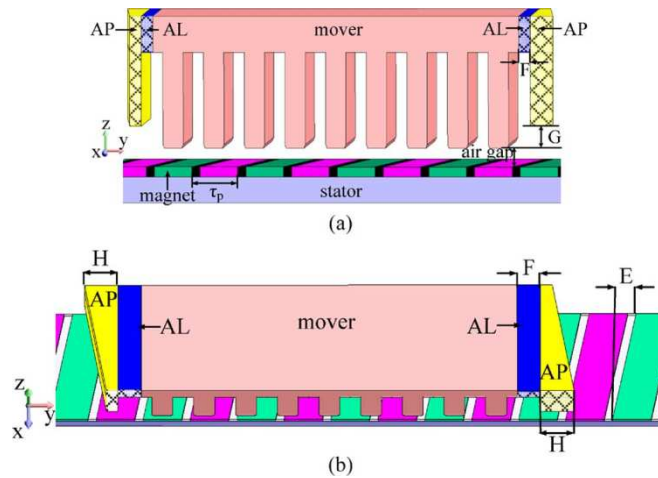 AP AL mover AL AP
F
G
z
x y
air gap
magnet τp stator
(a)
H F E
AP
AL mover AL
AP
z
y
x
H
(b)